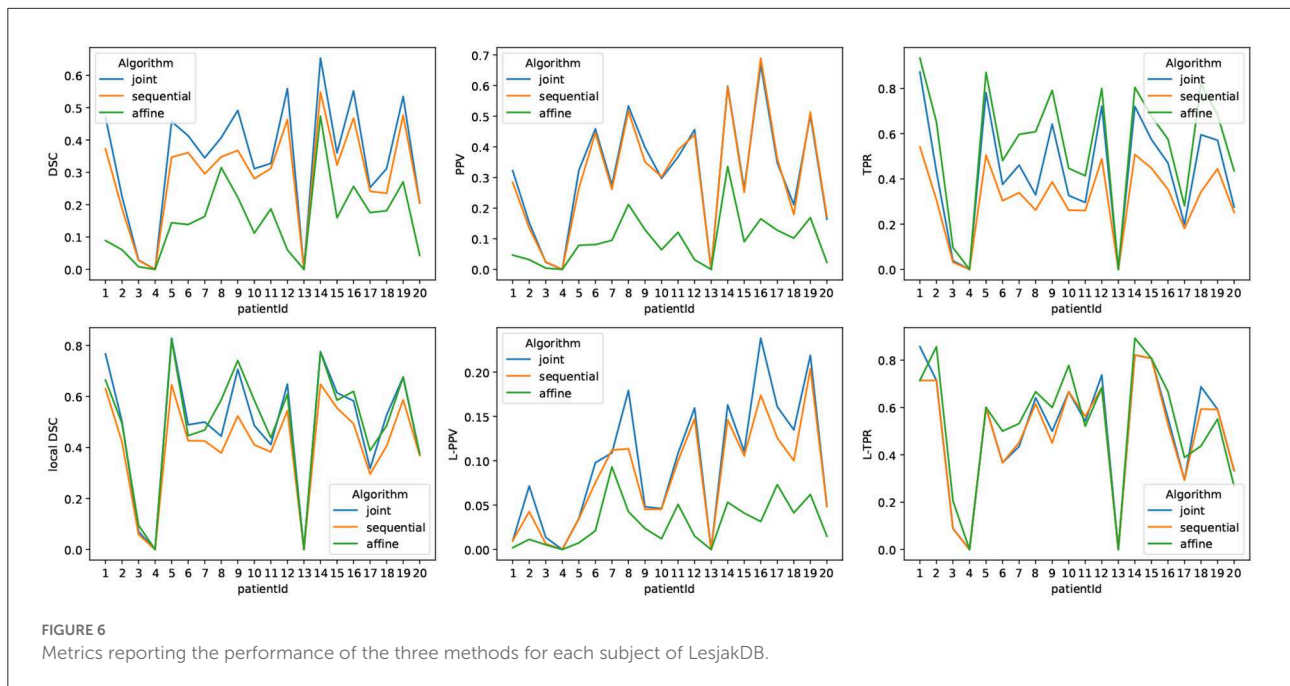 Algorithm
joint
sequential
affine
DSC
0.6
0.5
0.4
0.3
0.2
0.1
0.0
1 2 3 4 5 6 7 8 9 10 11 12 13 14 15 16 17 18 19 20
patientId
Algorithm
joint
sequential
affine
PPV
0.7
0.6
0.5
0.4
0.3
0.2
0.1
0.0
1 2 3 4 5 6 7 8 9 10 11 12 13 14 15 16 17 18 19 20
patientId
Algorithm
joint
sequential
affine
TPR
0.8
0.6
0.4
0.2
0.0
1 2 3 4 5 6 7 8 9 10 11 12 13 14 15 16 17 18 19 20
patientId
local DSC
0.8
0.6
0.4
0.2
0.0
Algorithm
joint
sequential
affine
1 2 3 4 5 6 7 8 9 10 11 12 13 14 15 16 17 18 19 20
patientId
Algorithm
joint
sequential
affine
L-PPV
0.20
0.15
0.10
0.05
0.00
1 2 3 4 5 6 7 8 9 10 11 12 13 14 15 16 17 18 19 20
patientId
L-TPR
0.8
0.6
0.4
0.2
0.0
Algorithm
joint
sequential
affine
1 2 3 4 5 6 7 8 9 10 11 12 13 14 15 16 17 18 19 20
patientId
FIGURE 6
Metrics reporting the performance of the three methods for each subject of LesjakDB.